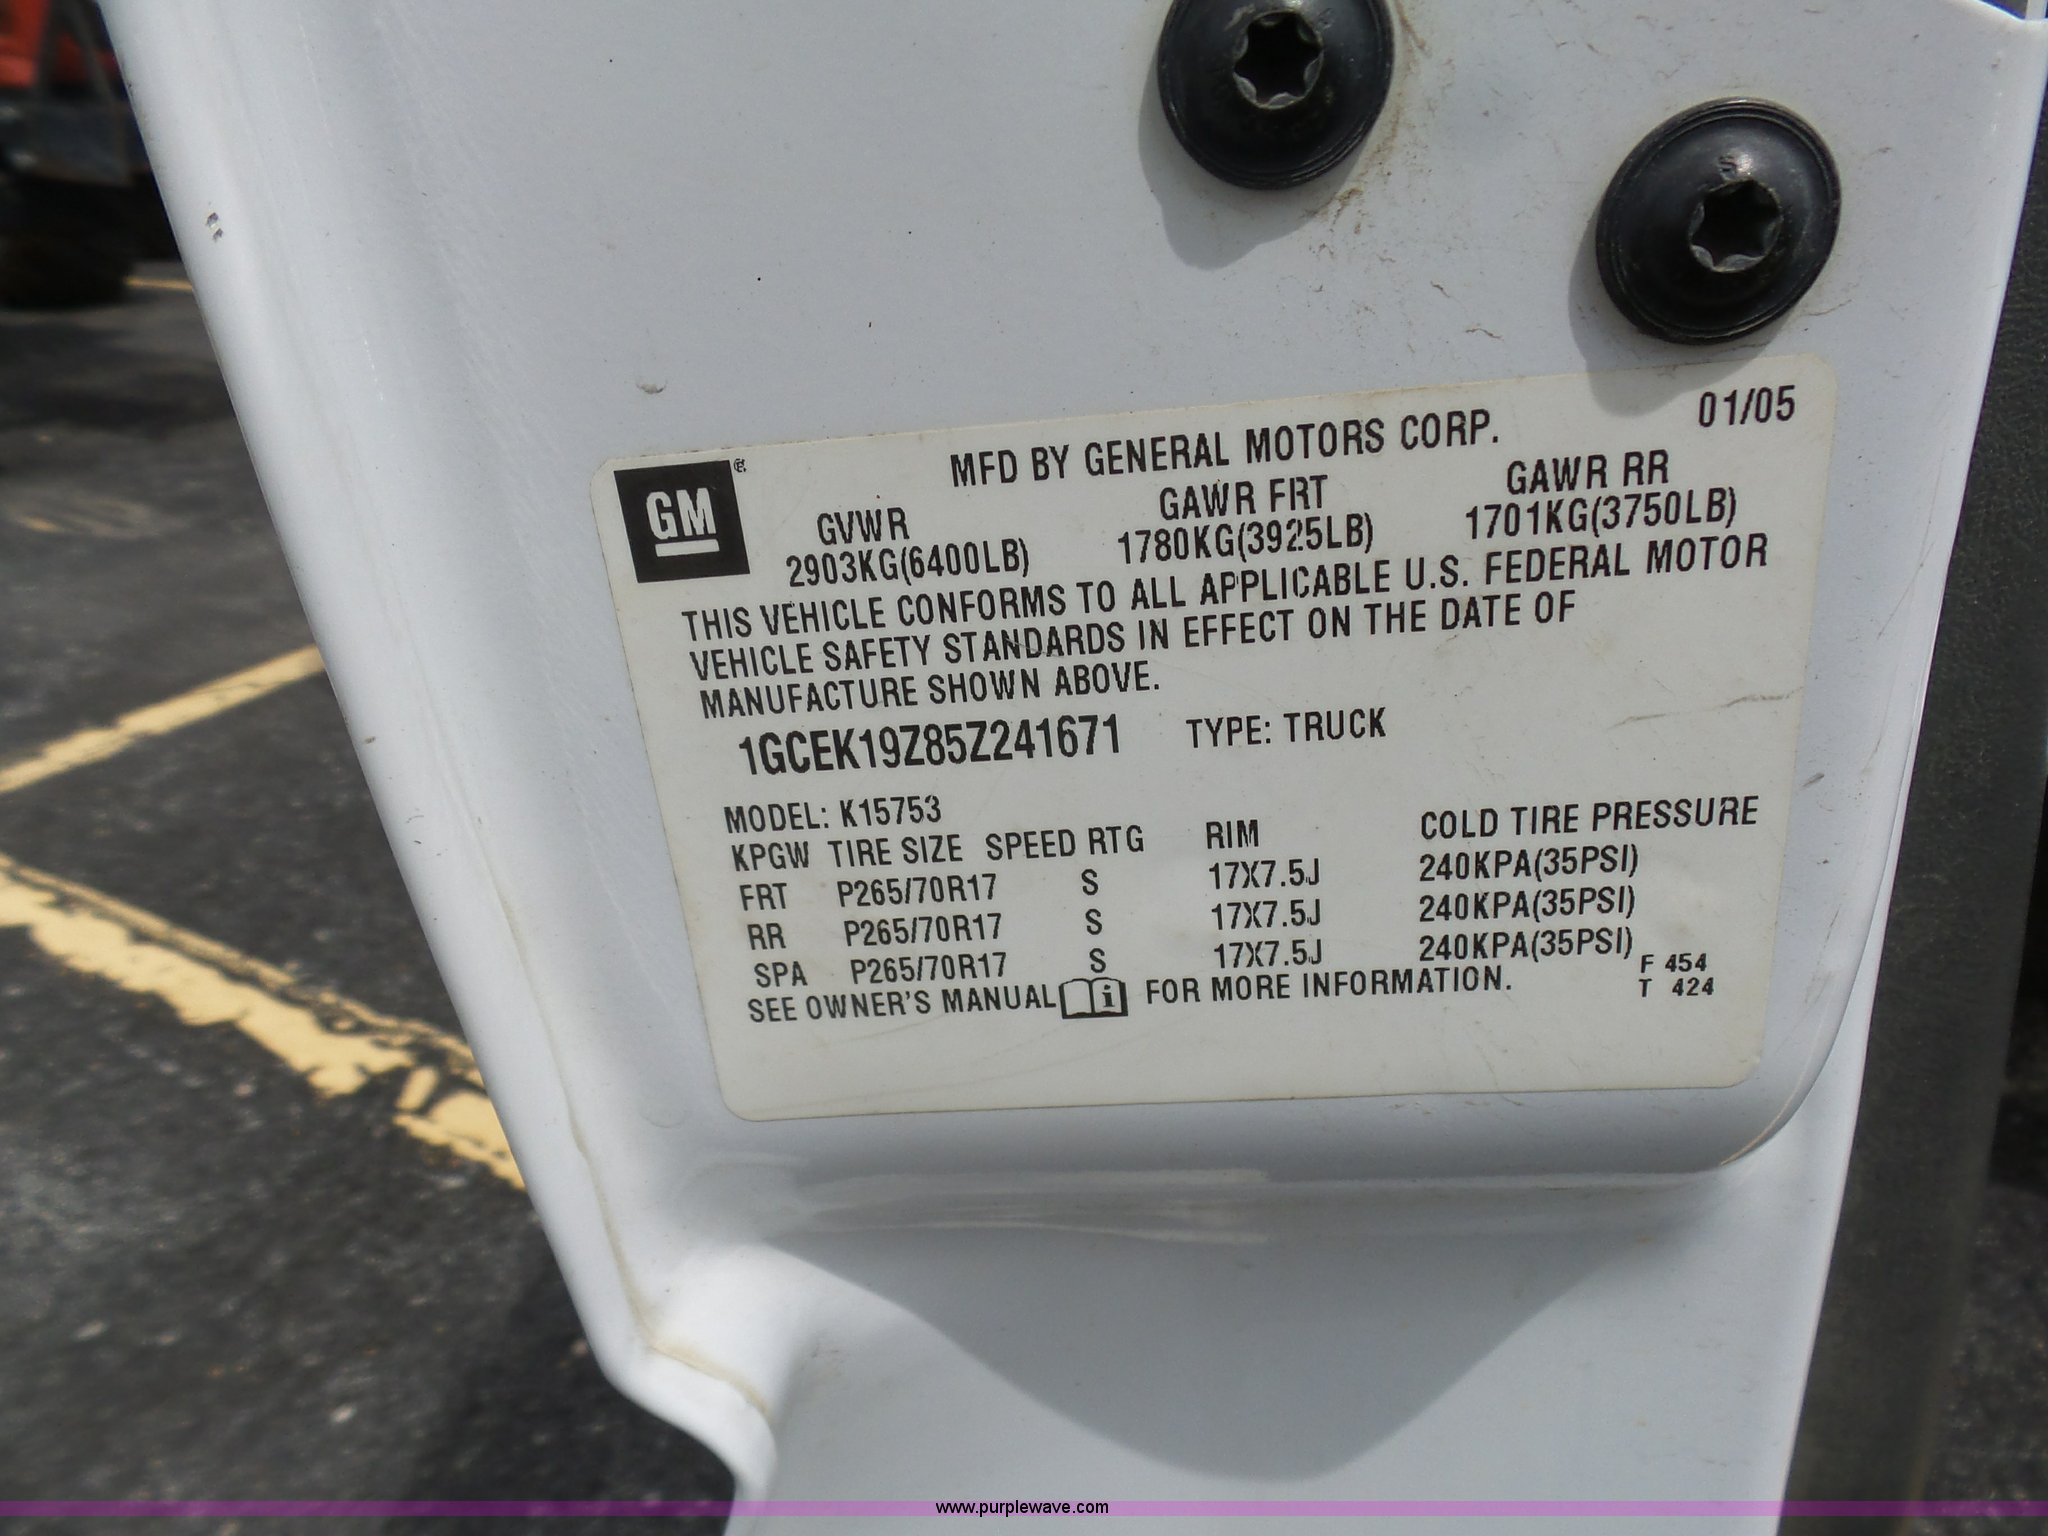 MFD BY GENERAL MOTORS CORP. 01/05
GM
GVWR GAWR FRT GAWR RR
2903KG(6400LB) 1780KG(3925LB) 1701KG(3750LB)
THIS VEHICLE CONFORMS TO ALL APPLICABLE U.S. FEDERAL MOTOR
VEHICLE SAFETY STANDARDS IN EFFECT ON THE DATE OF
MANUFACTURE SHOWN ABOVE.
1GCEK19Z85Z241671 TYPE: TRUCK
MODEL: K15753
KPGW TIRE SIZE SPEED RTG RIM COLD TIRE PRESSURE
FRT P265/70R17 S 17X7.5J 240KPA(35PSI)
RR P265/70R17 S 17X7.5J 240KPA(35PSI)
SPA P265/70R17 S 17X7.5J 240KPA(35PSI)
SEE OWNER'S MANUAL i FOR MORE INFORMATION.
F 454
T 424
www.purplewave.com